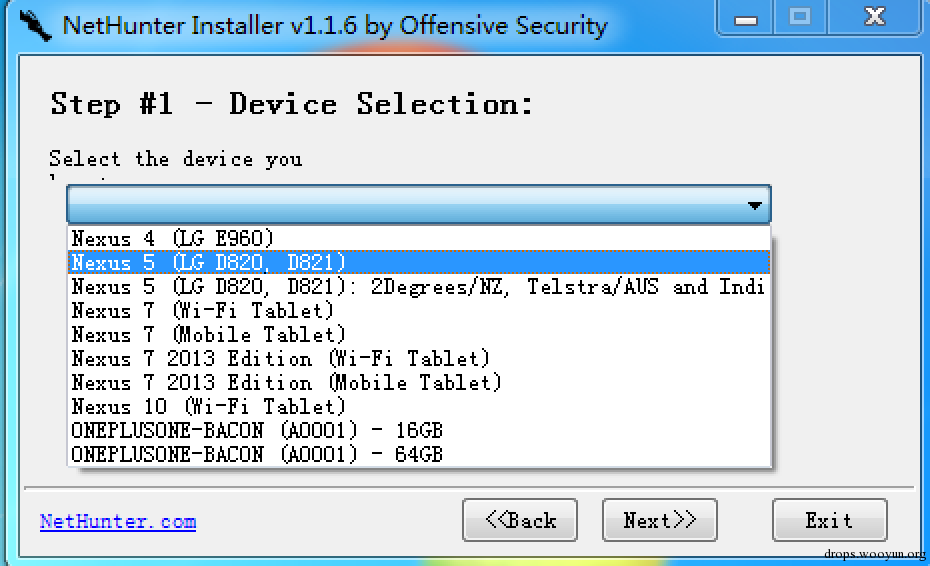 NetHunter Installer v1.1.6 by Offensive Security
Step #1 - Device Selection:
Select the device you
Nexus 4 (LG E960)
Nexus 5 (LG D820, D821)
Nexus 5 (LG D820, D821): 2Degrees/NZ, Telstra/AUS and Indi
Nexus 7 (Wi-Fi Tablet)
Nexus 7 (Mobile Tablet)
Nexus 7 2013 Edition (Wi-Fi Tablet)
Nexus 7 2013 Edition (Mobile Tablet)
Nexus 10 (Wi-Fi Tablet)
ONEPLUSONE-BACON (A0001) - 16GB
ONEPLUSONE-BACON (A0001) - 64GB
NetHunter.com
<<Back
Next>>
Exit
drops.wooyun.org